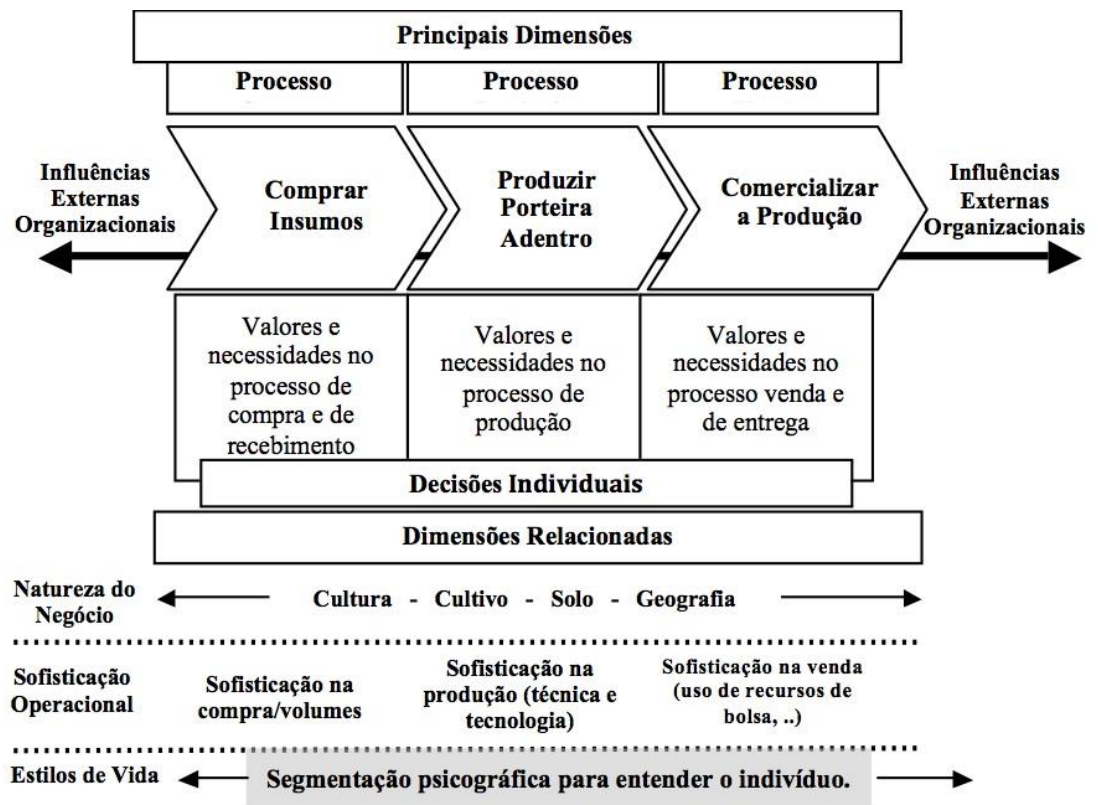 Principais Dimensões
Processo
Processo
Processo
Influências
Externas
Organizacionais
Comprar
Insumos
Produzir
Porteira
Adentro
Comercializar
a Produção
Influências
Externas
Organizacionais
Valores e
necessidades no
processo de
compra e de
recebimento
Valores e
necessidades no
processo de
produção
Valores e
necessidades no
processo venda e
de entrega
Decisões Individuais
Dimensões Relacionadas
Natureza do
Negócio
Cultura - Cultivo - Solo - Geografia
Sofisticação
Operacional
Sofisticação na
compra/volumes
Sofisticação na
produção (técnica e
tecnologia)
Sofisticação na venda
(uso de recursos de
bolsa, ..)
Estilos de Vida
Segmentação psicográfica para entender o indivíduo.